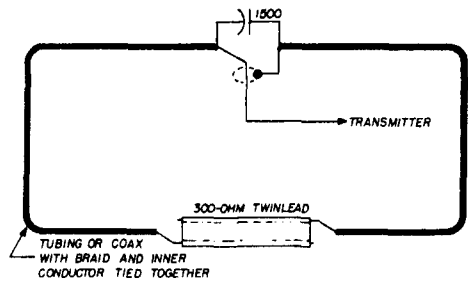 1500
TRANSMITTER
300-OHM TWINLEAD
TUBING OR COAX
WITH BRAID AND INNER
CONDUCTOR TIED TOGETHER